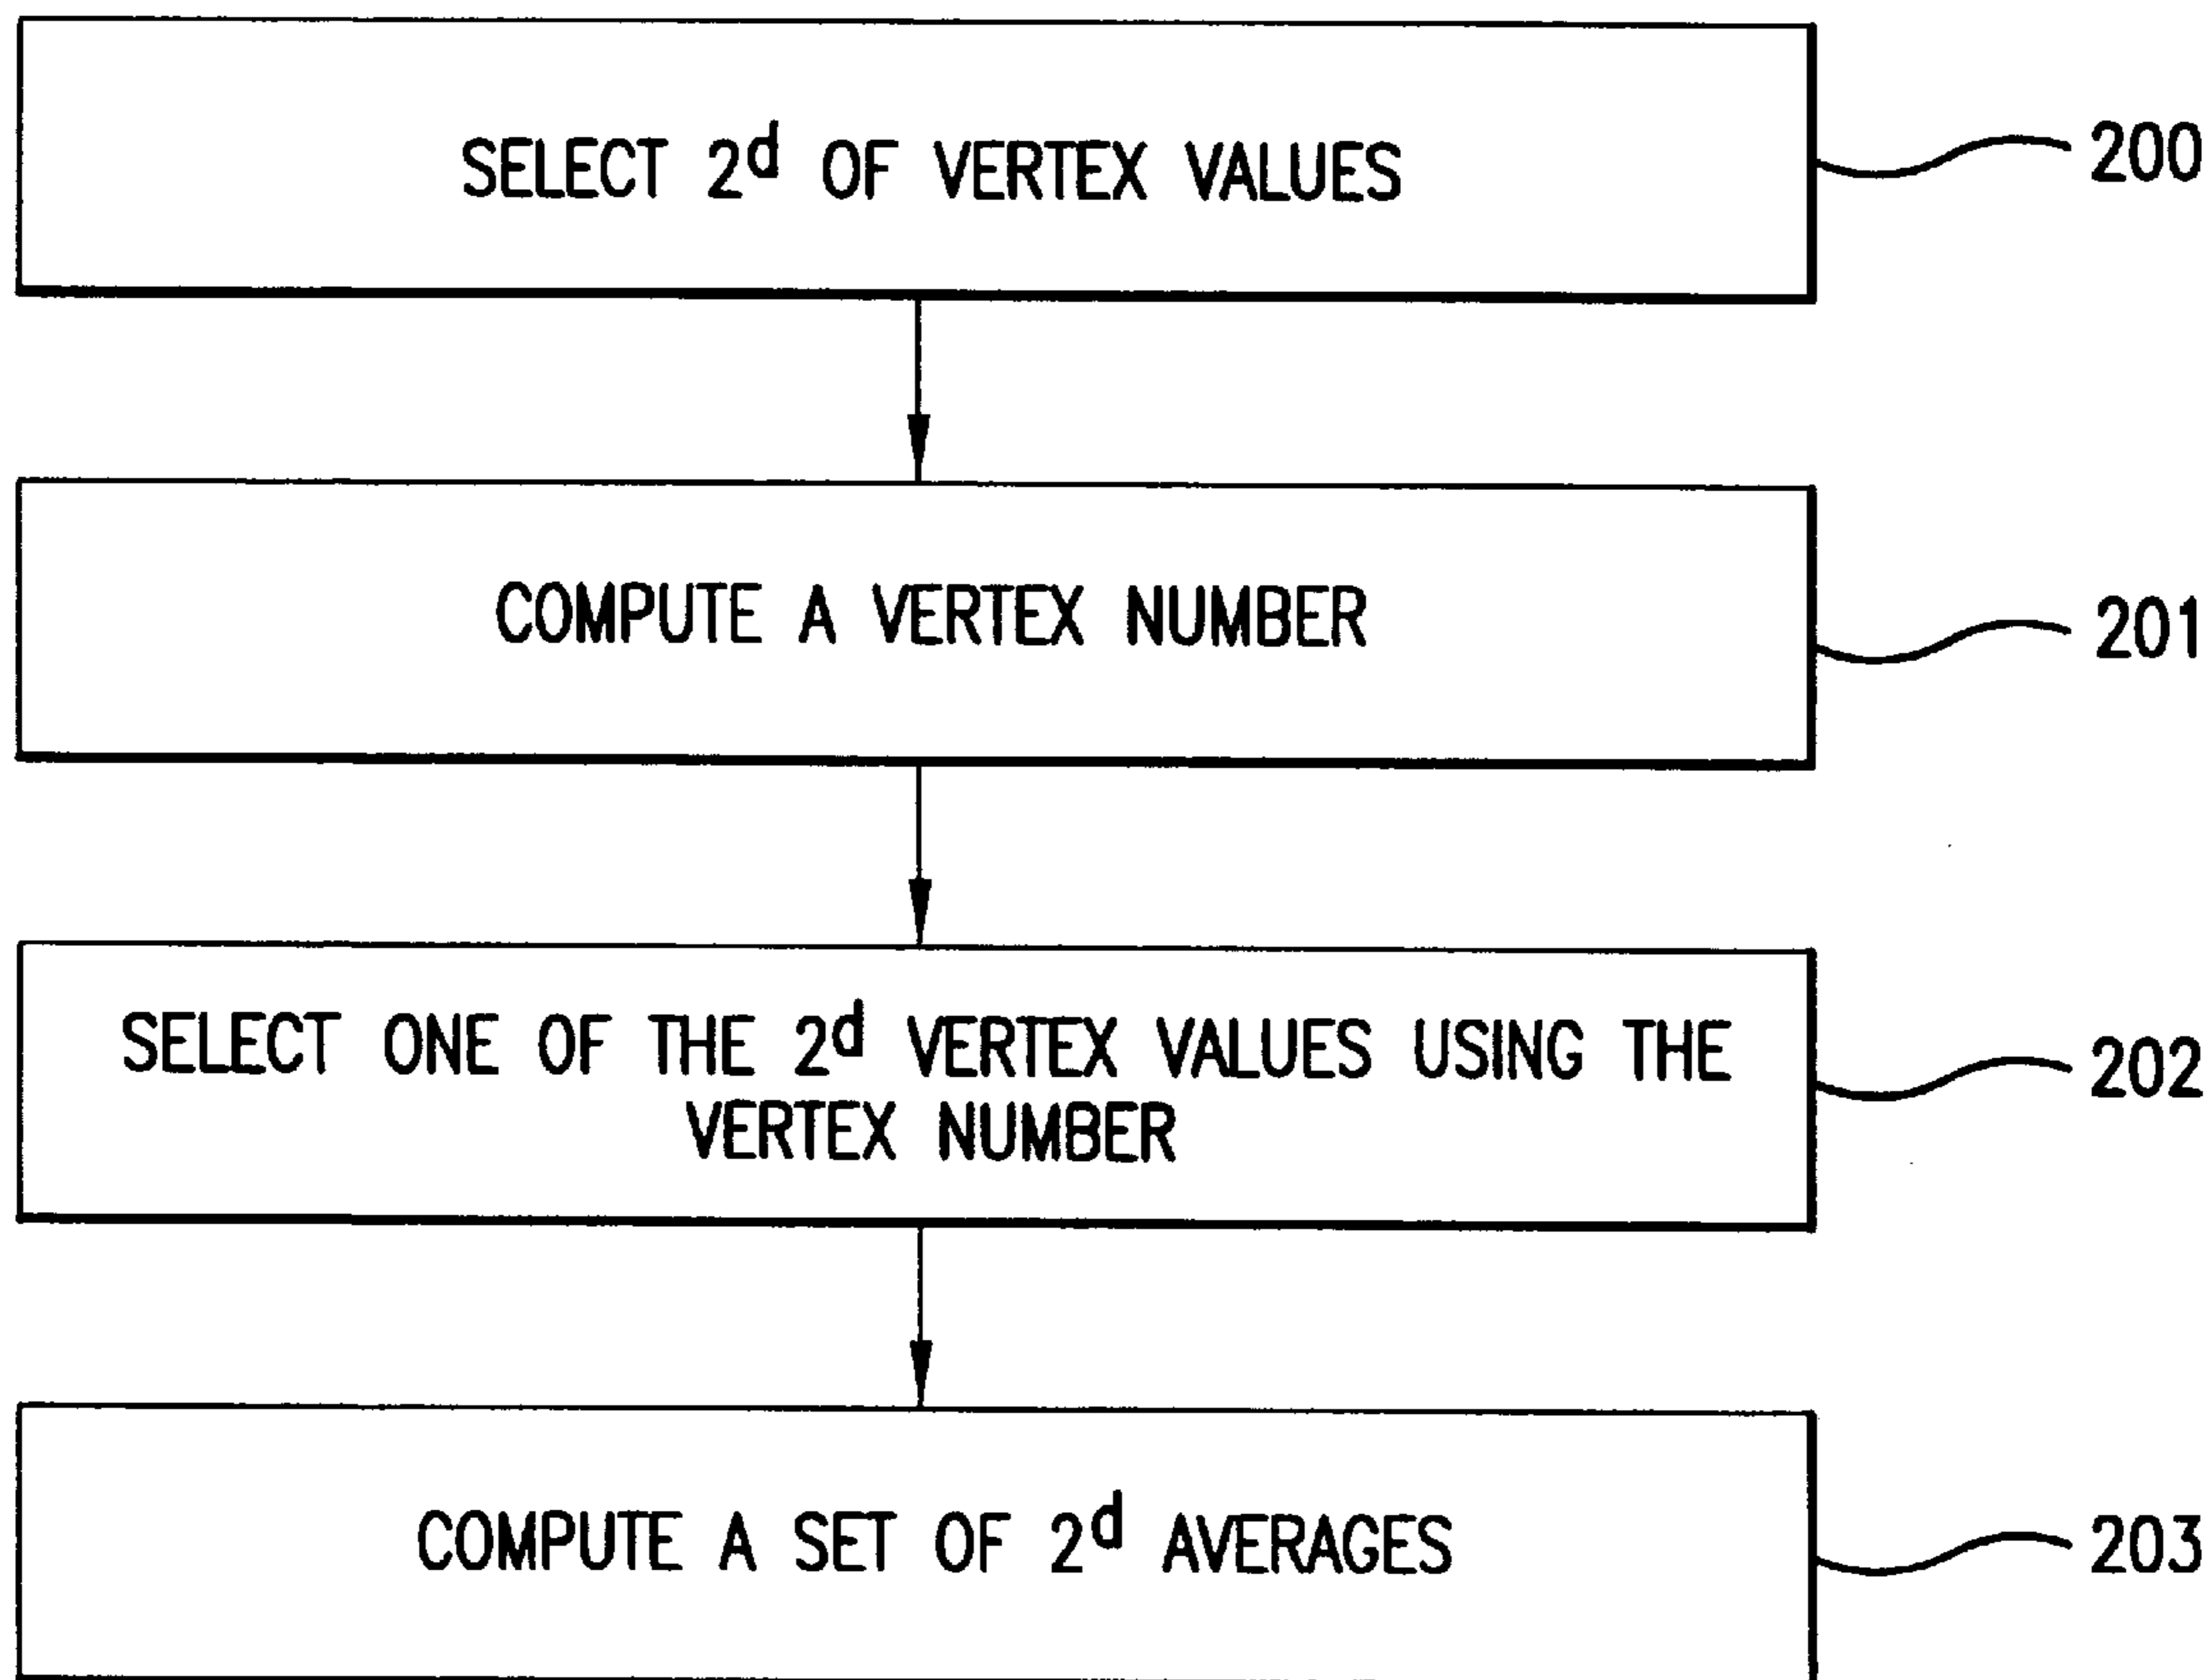 SELECT 2ᵈ OF VERTEX VALUES
200
COMPUTE A VERTEX NUMBER
201
SELECT ONE OF THE 2ᵈ VERTEX VALUES USING THE
VERTEX NUMBER
202
COMPUTE A SET OF 2ᵈ AVERAGES
203